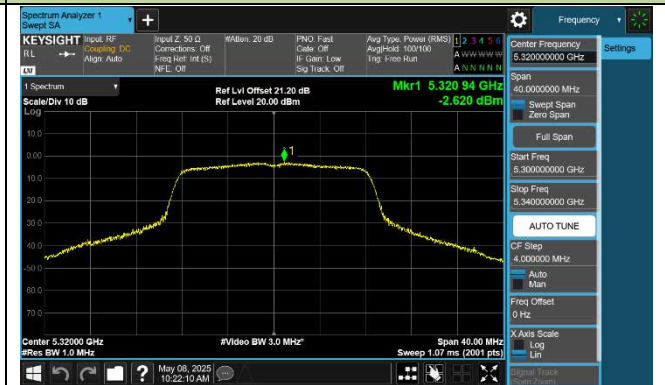 Spectrum Analyzer 1
Swept SA
Frequency
KEYSIGHT
RL
LW
Input: RF
Coupling: DC
Align: Auto
Input Z: 50 Ω
Corrections: Off
Freq Ref: Int (S)
NFE: Off
#Atten: 20 dB
PNO: Fast
Gate: Off
IF Gain: Low
Sig Track: Off
Avg Type: Power (RMS)
Avg|Hold: 100/100
Trig: Free Run
1 2 3 4 5 6
A W W W W W
A N N N N N
1 Spectrum
Scale/Div 10 dB
Log
Ref Lvl Offset 21.20 dB
Ref Level 20.00 dBm
Mkr1 5.320 94 GHz
-2.620 dBm
10.0
0.00
-10.0
-20.0
-30.0
-40.0
-50.0
-60.0
-70.0
1
Center 5.32000 GHz
#Res BW 1.0 MHz
#Video BW 3.0 MHz*
Span 40.00 MHz
Sweep 1.07 ms (2001 pts)
May 08, 2025
10:22:10 AM
Center Frequency
5.320000000 GHz
Span
40.0000000 MHz
Swept Span
Zero Span
Full Span
Start Freq
5.300000000 GHz
Stop Freq
5.340000000 GHz
AUTO TUNE
CF Step
4.000000 MHz
Auto
Man
Freq Offset
0 Hz
X Axis Scale
Log
Lin
Signal Track
(Span Zoom)
Settings